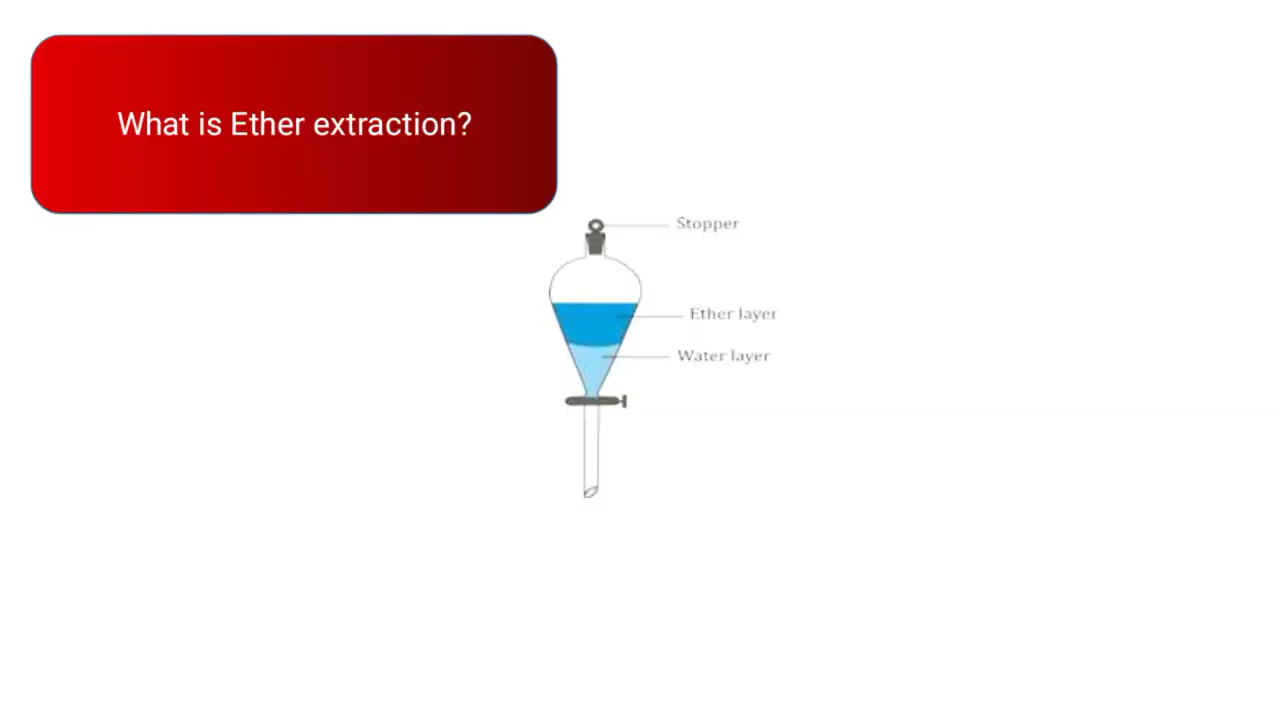 What is Ether extraction?
Stopper
Ether layer
Water layer